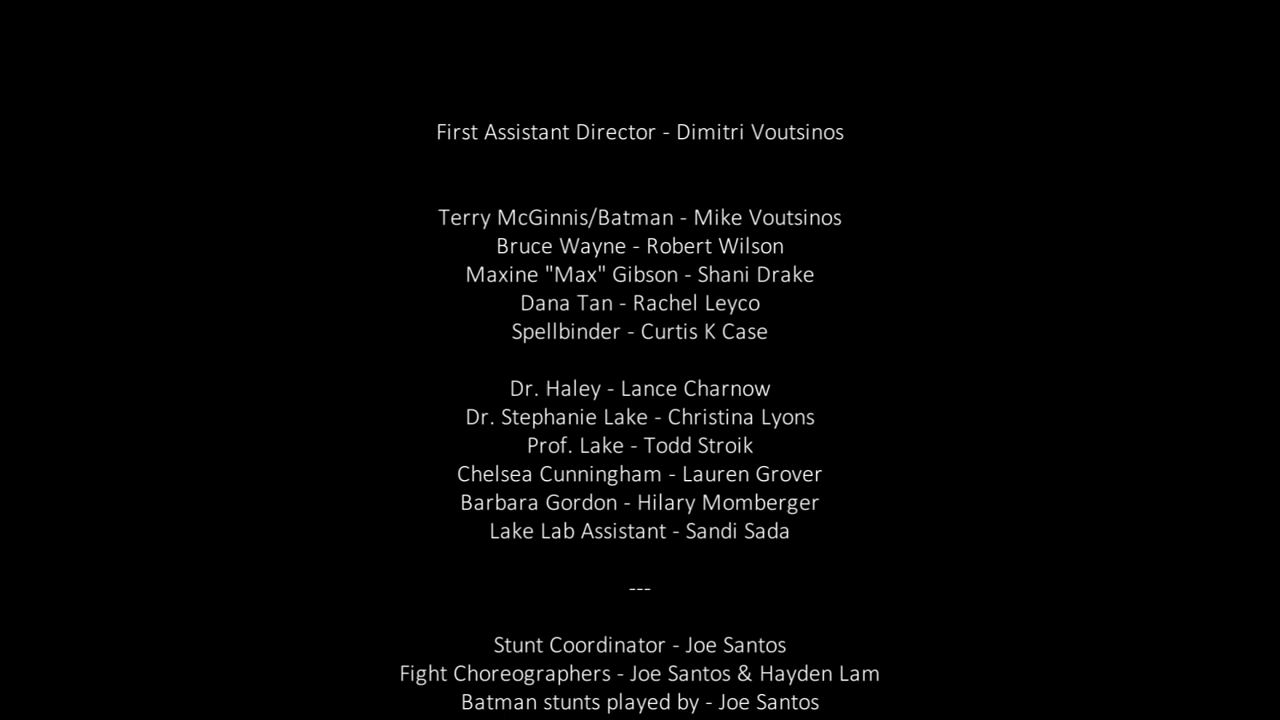 First Assistant Director - Dimitri Voutsinos
Terry McGinnis/Batman - Mike Voutsinos
Bruce Wayne - Robert Wilson
Maxine "Max" Gibson - Shani Drake
Dana Tan - Rachel Leyco
Spellbinder - Curtis K Case
Dr. Haley - Lance Charnow
Dr. Stephanie Lake - Christina Lyons
Prof. Lake - Todd Stroik
Chelsea Cunningham - Lauren Grover
Barbara Gordon - Hilary Momberger
Lake Lab Assistant - Sandi Sada
---
Stunt Coordinator - Joe Santos
Fight Choreographers - Joe Santos & Hayden Lam
Batman stunts played by - Joe Santos